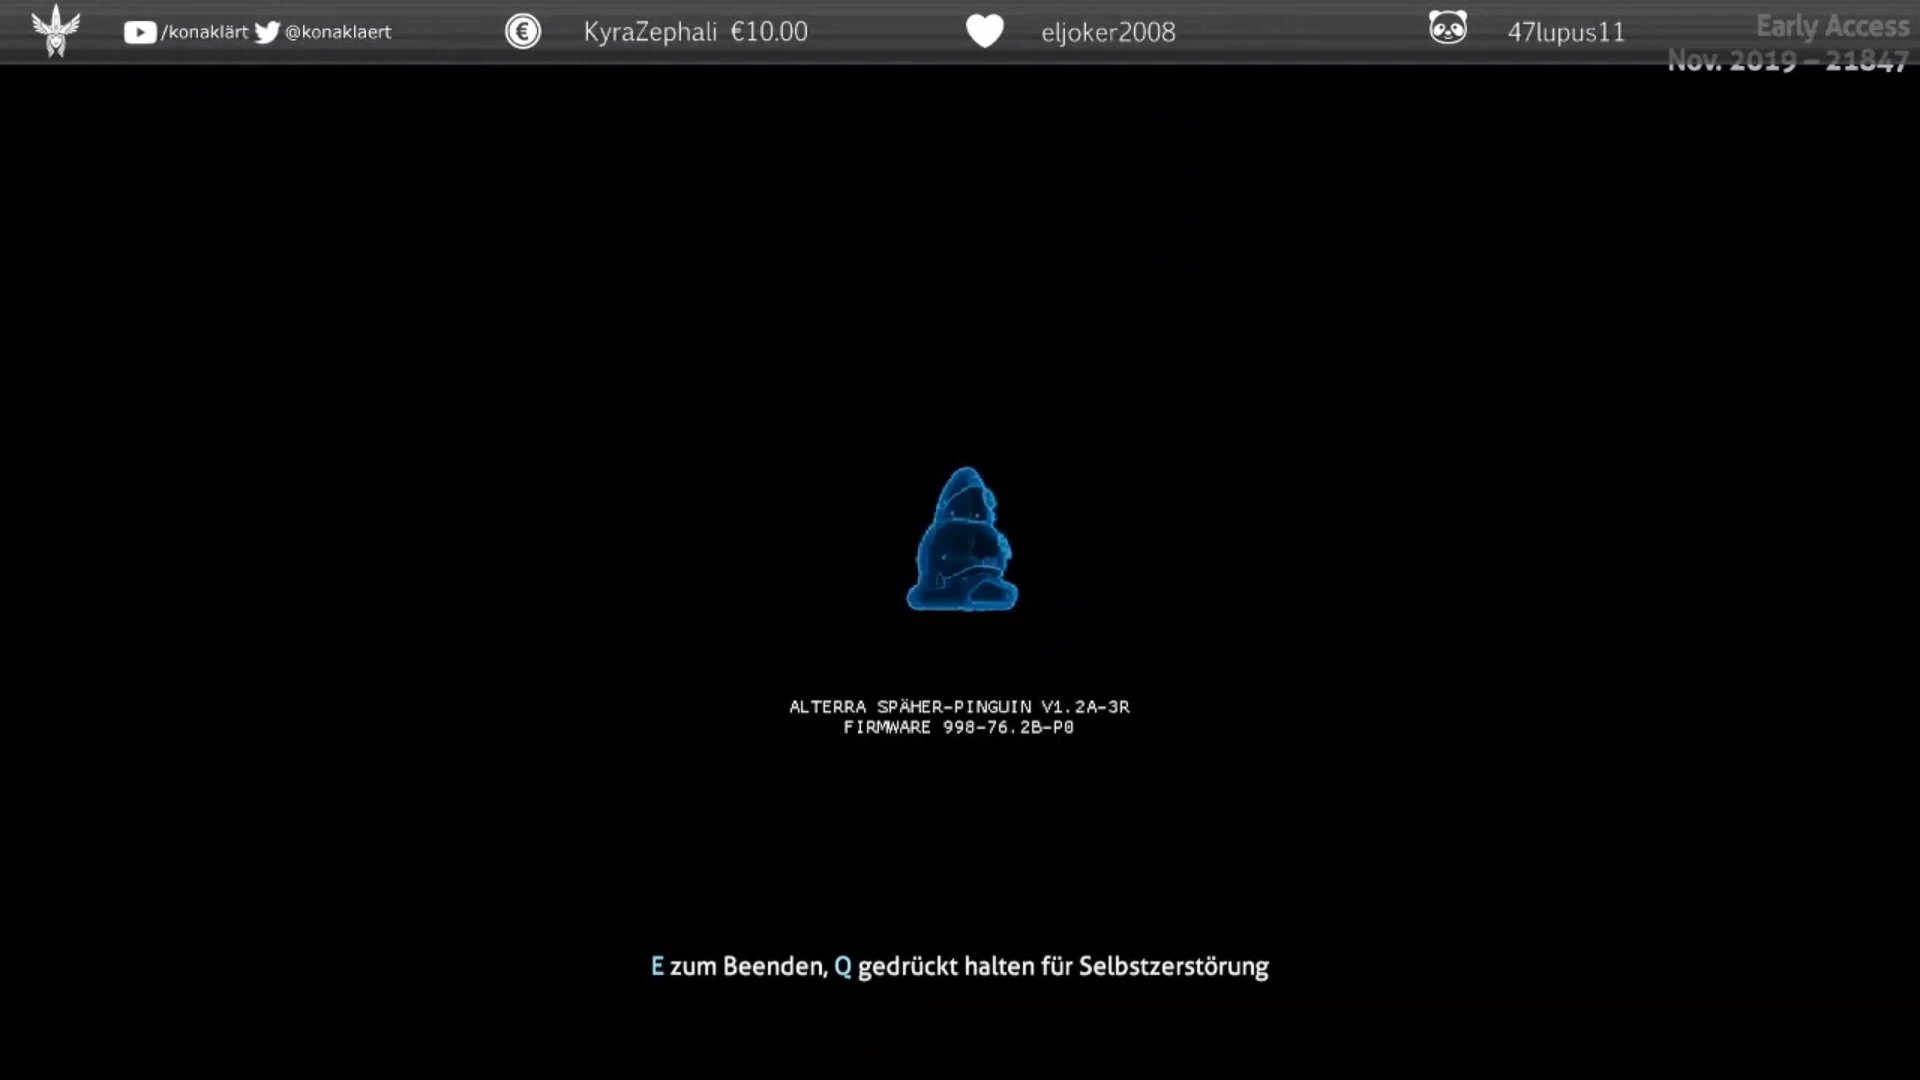 /konaklärt @konaklaert € KyraZephali €10.00 eljoker2008 47lupus11
Early Access
Nov. 2019 – 21847
ALTERRA SPÄHER-PINGUIN V1.2A-3R
FIRMWARE 998-76.2B-P0
E zum Beenden, Q gedrückt halten für Selbstzerstörung